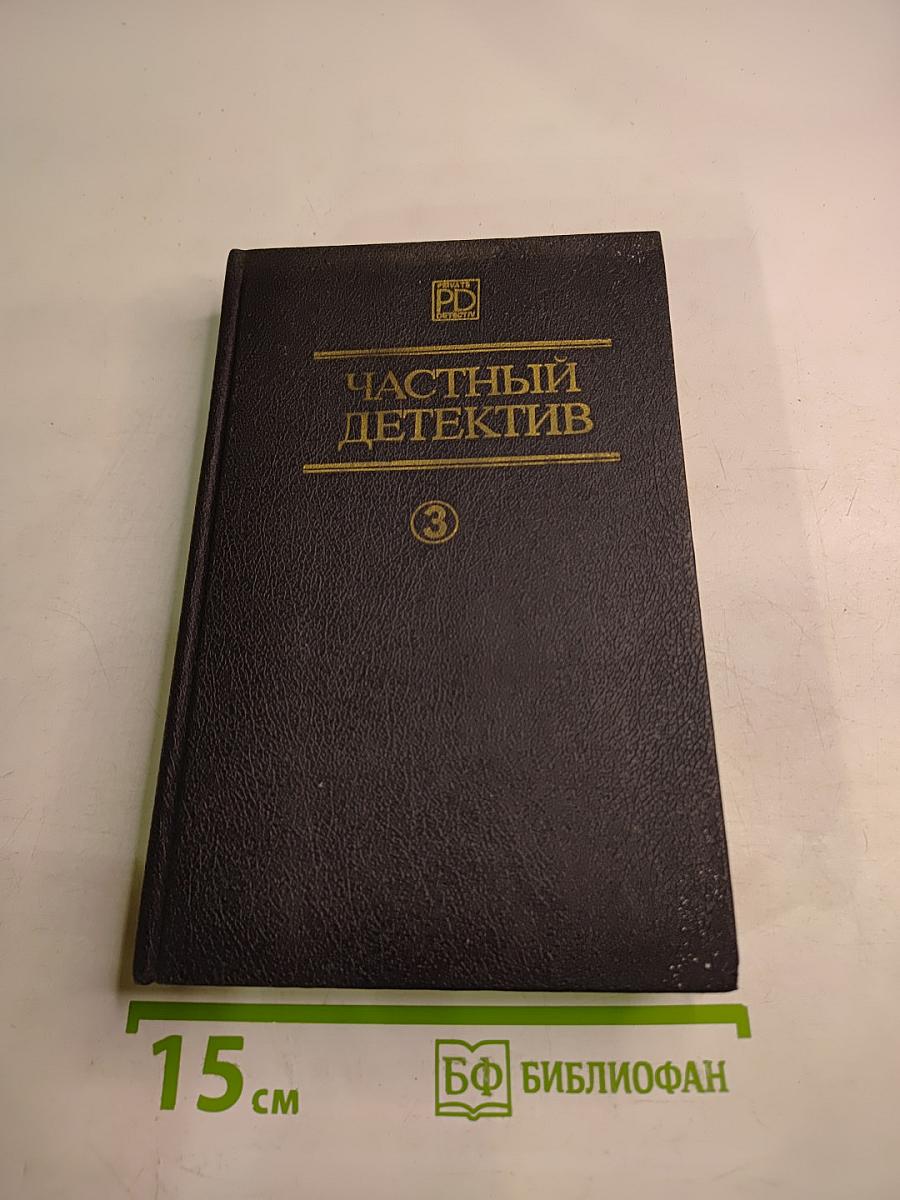 PRIVATE
PD
DETECTIV
ЧАСТНЫЙ
ДЕТЕКТИВ
3
15 см
БФ БИБЛИОФАН